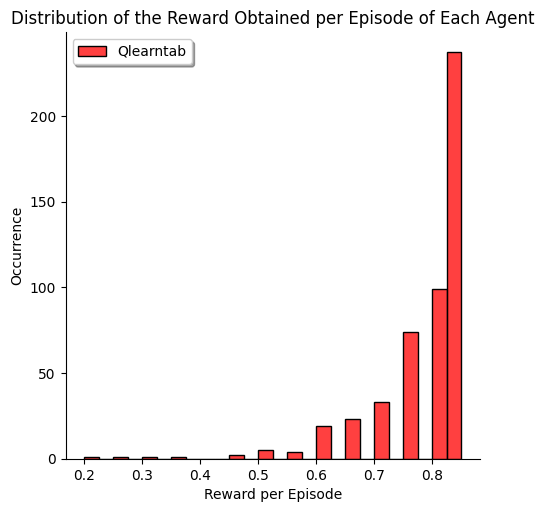 Distribution of the Reward Obtained per Episode of Each Agent
Qlearntab
Occurrence
200
150
100
50
0
0.2 0.3 0.4 0.5 0.6 0.7 0.8
Reward per Episode